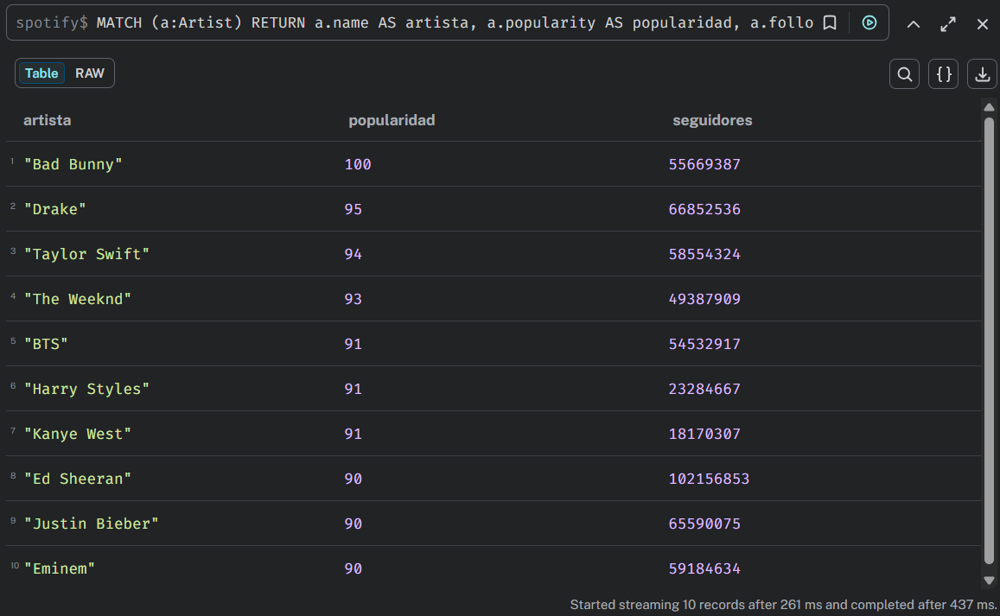 spotify$ MATCH (a:Artist) RETURN a.name AS artista, a.popularity AS popularidad, a.follo
Table RAW
artista popularidad seguidores
1 "Bad Bunny" 100 55669387
2 "Drake" 95 66852536
3 "Taylor Swift" 94 58554324
4 "The Weeknd" 93 49387909
5 "BTS" 91 54532917
6 "Harry Styles" 91 23284667
7 "Kanye West" 91 18170307
8 "Ed Sheeran" 90 102156853
9 "Justin Bieber" 90 65590075
10 "Eminem" 90 59184634
Started streaming 10 records after 261 ms and completed after 437 ms.